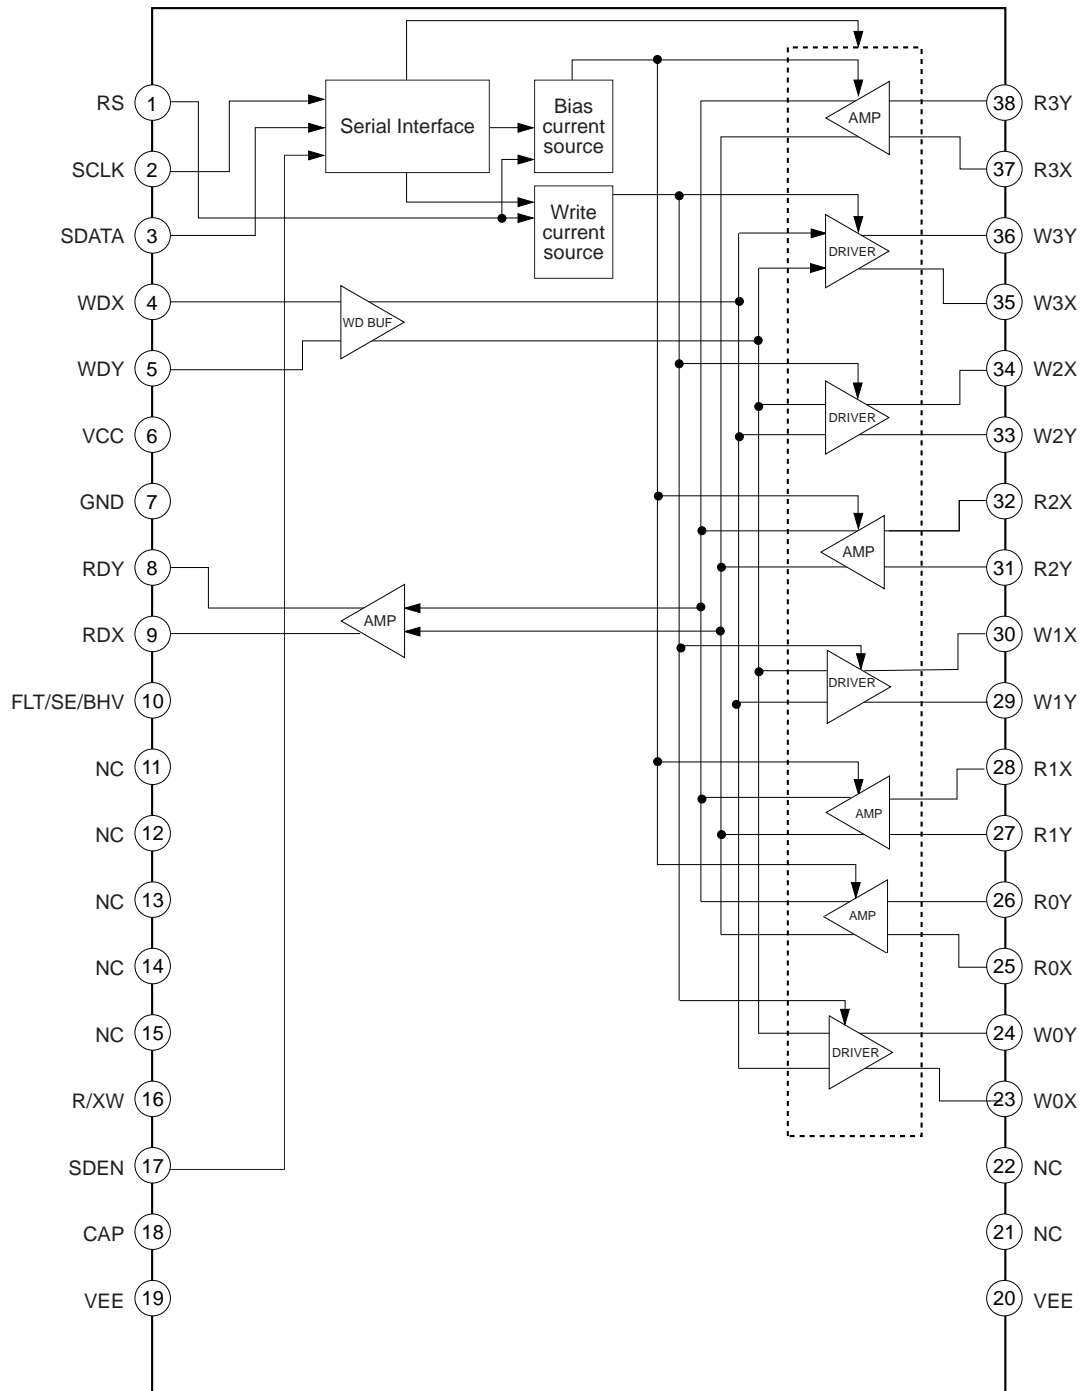 RS 1
SCLK 2
SDATA 3
WDX 4
WDY 5
VCC 6
GND 7
RDY 8
RDX 9
FLT/SE/BHV 10
NC 11
NC 12
NC 13
NC 14
NC 15
R/XW 16
SDEN 17
CAP 18
VEE 19
Serial Interface
Bias
current
source
Write
current
source
WD BUF
AMP
AMP
DRIVER
DRIVER
AMP
DRIVER
AMP
AMP
DRIVER
38 R3Y
37 R3X
36 W3Y
35 W3X
34 W2X
33 W2Y
32 R2X
31 R2Y
30 W1X
29 W1Y
28 R1X
27 R1Y
26 R0Y
25 R0X
24 W0Y
23 W0X
22 NC
21 NC
20 VEE